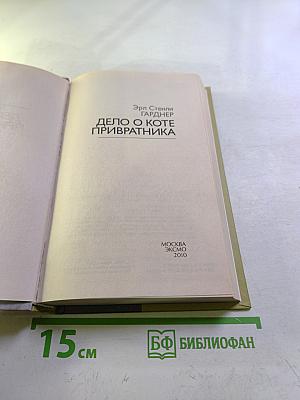 Эрл Стенли
ГАРДНЕР
ДЕЛО О КОТЕ
ПРИВРАТНИКА
МОСКВА
ЭКСМО
2010
15 см
БФ БИБЛИОФАН